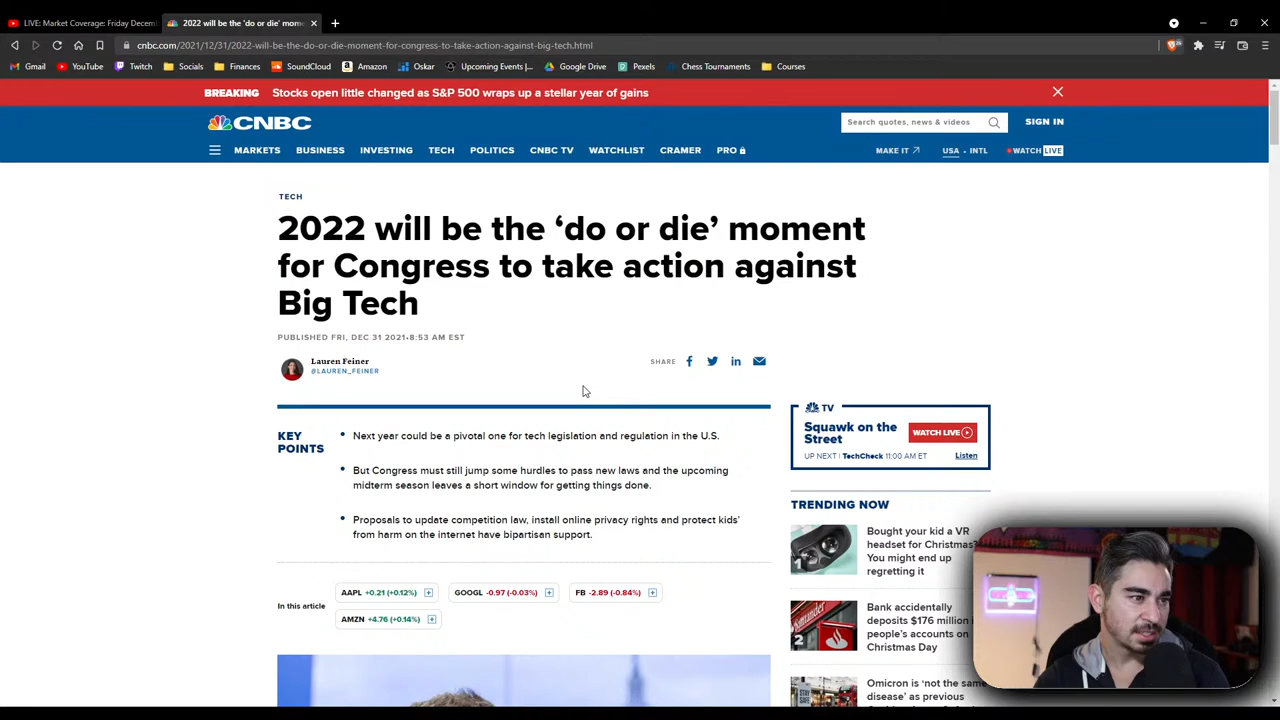 LIVE: Market Coverage: Friday Decem
2022 will be the 'do or die' mom
cnbc.com/2021/12/31/2022-will-be-the-do-or-die-moment-for-congress-to-take-action-against-big-tech.html
Gmail YouTube Twitch Socials Finances SoundCloud Amazon Oskar Upcoming Events |... Google Drive Pexels Chess Tournaments Courses
BREAKING Stocks open little changed as S&P 500 wraps up a stellar year of gains
CNBC
Search quotes, news & videos
SIGN IN
MARKETS BUSINESS INVESTING TECH POLITICS CNBC TV WATCHLIST CRAMER PRO
MAKE IT USA • INTL WATCH LIVE
TECH
2022 will be the ‘do or die’ moment
for Congress to take action against
Big Tech
PUBLISHED FRI, DEC 31 2021•8:53 AM EST
Lauren Feiner
@LAUREN_FEINER
SHARE
KEY
POINTS
Next year could be a pivotal one for tech legislation and regulation in the U.S.
But Congress must still jump some hurdles to pass new laws and the upcoming
midterm season leaves a short window for getting things done.
Proposals to update competition law, install online privacy rights and protect kids’
from harm on the internet have bipartisan support.
In this article
AAPL +0.21 (+0.12%)
GOOGL -0.97 (-0.03%)
FB -2.89 (-0.84%)
AMZN +4.76 (+0.14%)
TV
Squawk on the
Street
WATCH LIVE
UP NEXT | TechCheck 11:00 AM ET
Listen
TRENDING NOW
1
Bought your kid a VR
headset for Christmas?
You might end up
regretting it
2
Bank accidentally
deposits $176 million
people’s accounts on
Christmas Day
Omicron is ‘not the same
disease’ as previous